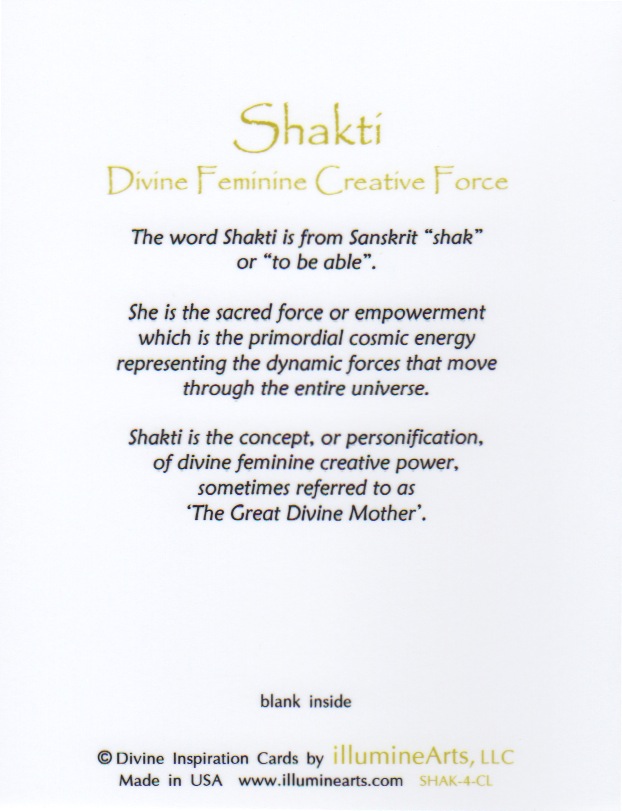 Shakti
Divine Feminine Creative Force
The word Shakti is from Sanskrit “shak”
or “to be able”.
She is the sacred force or empowerment
which is the primordial cosmic energy
representing the dynamic forces that move
through the entire universe.
Shakti is the concept, or personification,
of divine feminine creative power,
sometimes referred to as
‘The Great Divine Mother’.
blank inside
© Divine Inspiration Cards by illumineArts, LLC
Made in USA www.illuminearts.com SHAK-4-CL